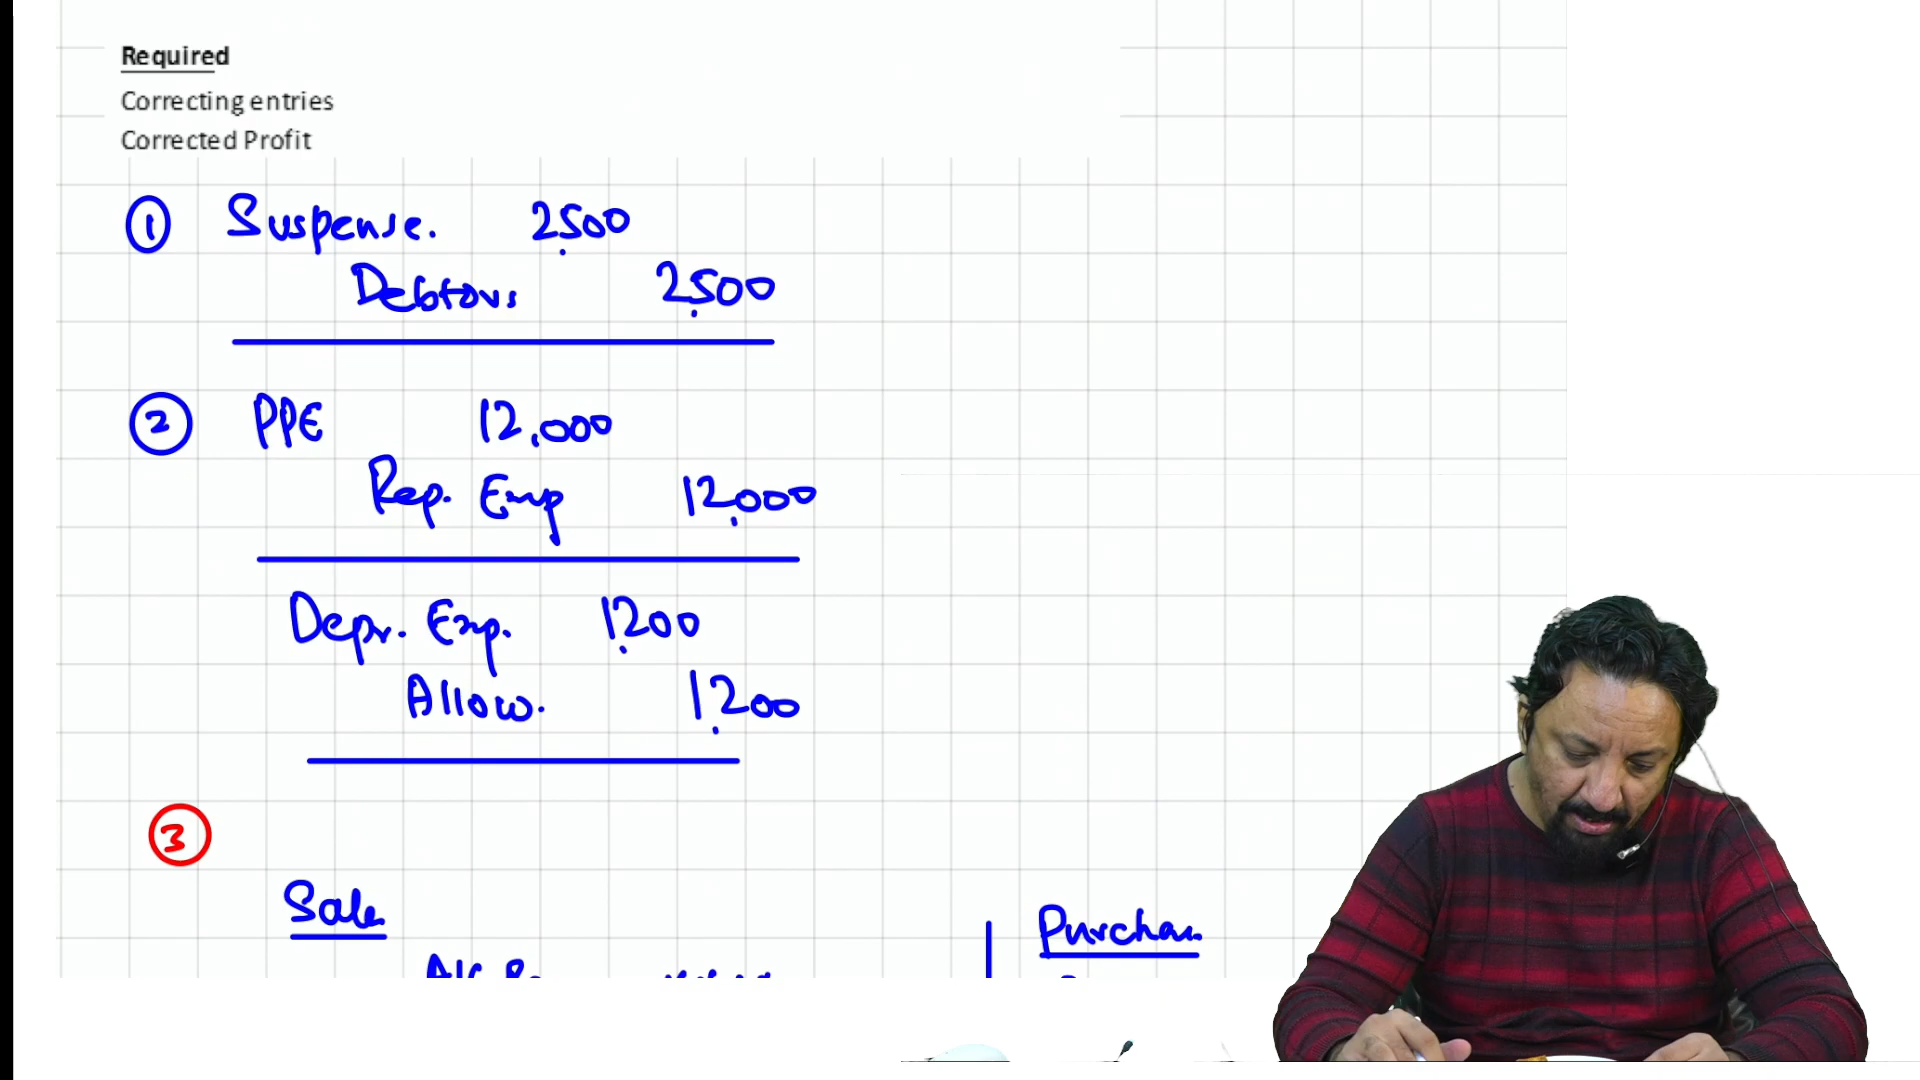 Required
Correcting entries
Corrected Profit
1 Suspense. 2500
Debtors 2500
2 PPE 12,000
Rep. Exp 12,000
Depr. Exp. 1200
Allow. 1200
3
Sale
Purchas